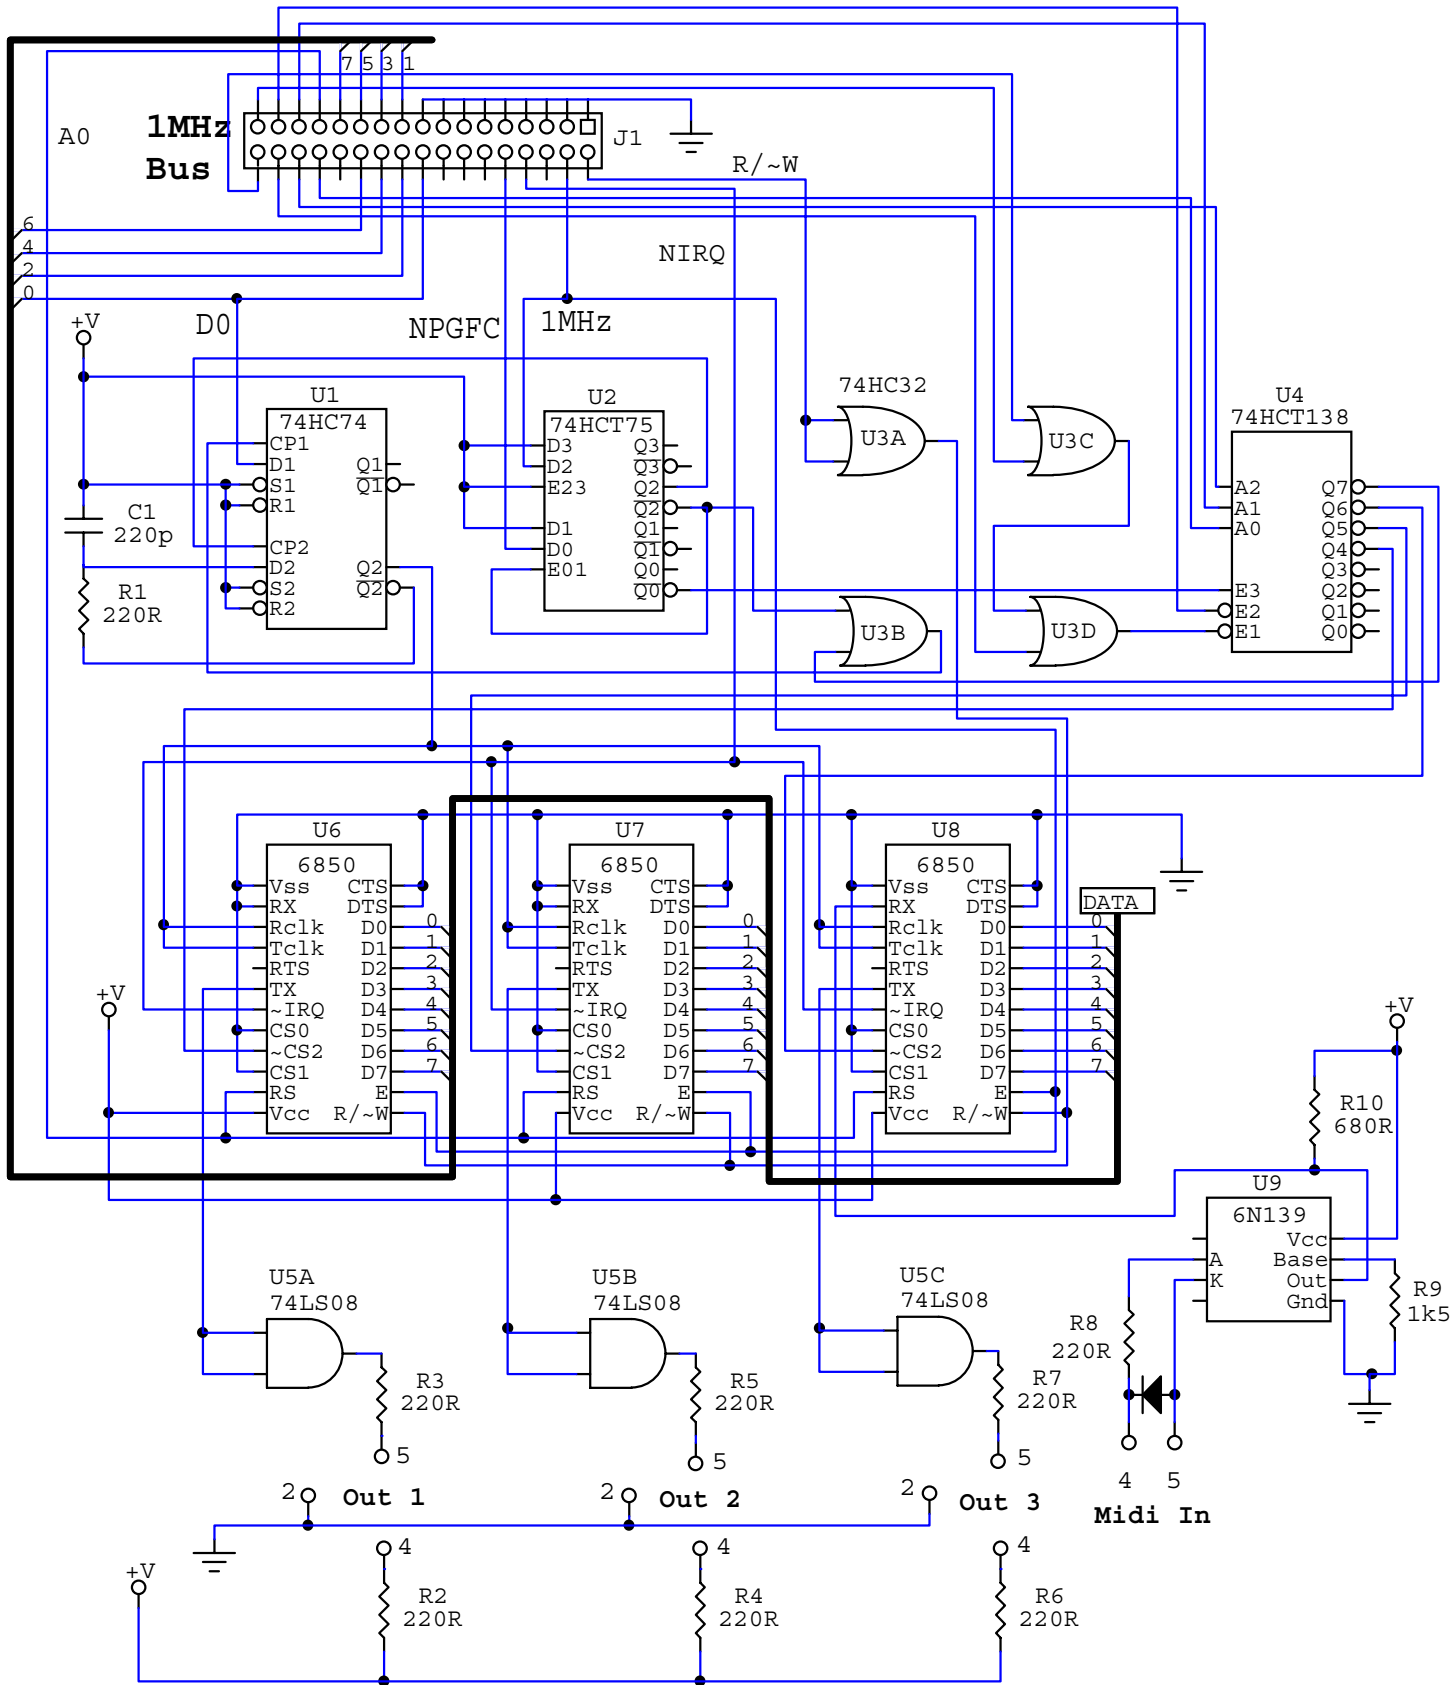 7 5 3 1
1MHz
Bus
A0
J1
R/~W
6
4
2
0
NIRQ
+V
D0
NPGFC
1MHz
U1
74HC74
CP1
D1
S1
R1
CP2
D2
S2
R2
Q1
Q1
Q2
Q2
C1
220p
R1
220R
U2
74HCT75
D3
D2
E23
D1
D0
E01
Q3
Q3
Q2
Q2
Q1
Q1
Q0
Q0
74HC32
U3A
U3C
U3B
U3D
U4
74HCT138
A2
A1
A0
E3
E2
E1
Q7
Q6
Q5
Q4
Q3
Q2
Q1
Q0
U6
6850
Vss
RX
Rclk
Tclk
RTS
TX
~IRQ
CS0
~CS2
CS1
RS
Vcc
CTS
DTS
D0
D1
D2
D3
D4
D5
D6
D7
E
R/~W
0
1
2
3
4
5
6
7
U7
6850
Vss
RX
Rclk
Tclk
RTS
TX
~IRQ
CS0
~CS2
CS1
RS
Vcc
CTS
DTS
D0
D1
D2
D3
D4
D5
D6
D7
E
R/~W
0
1
2
3
4
5
6
7
U8
6850
Vss
RX
Rclk
Tclk
RTS
TX
~IRQ
CS0
~CS2
CS1
RS
Vcc
CTS
DTS
D0
D1
D2
D3
D4
D5
D6
D7
E
R/~W
DATA
0
1
2
3
4
5
6
7
+V
+V
R10
680R
U9
6N139
A
K
Vcc
Base
Out
Gnd
R9
1k5
R8
220R
4 5
Midi In
U5A
74LS08
U5B
74LS08
U5C
74LS08
R3
220R
R5
220R
R7
220R
5
5
5
2
Out 1
2
Out 2
2
Out 3
4
4
4
+V
R2
220R
R4
220R
R6
220R